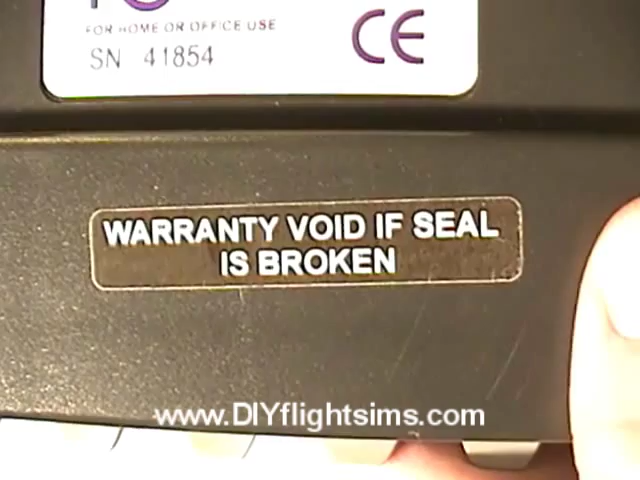 FOR HOME OR OFFICE USE
SN 41854
CE
WARRANTY VOID IF SEAL
IS BROKEN
www.DIYflightsims.com